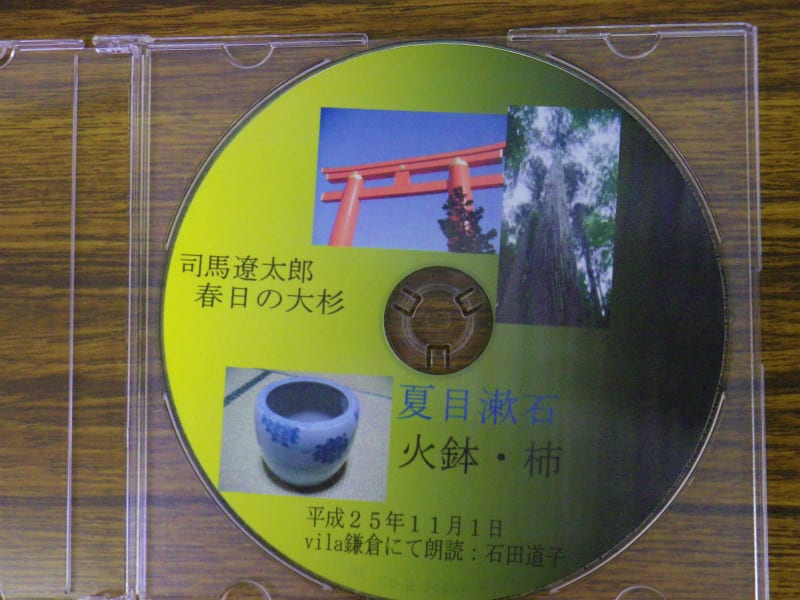 司馬遼太郎
春日の大杉
夏目漱石
火鉢・柿
平成２５年１１月１日
vila鎌倉にて朗読：石田道子